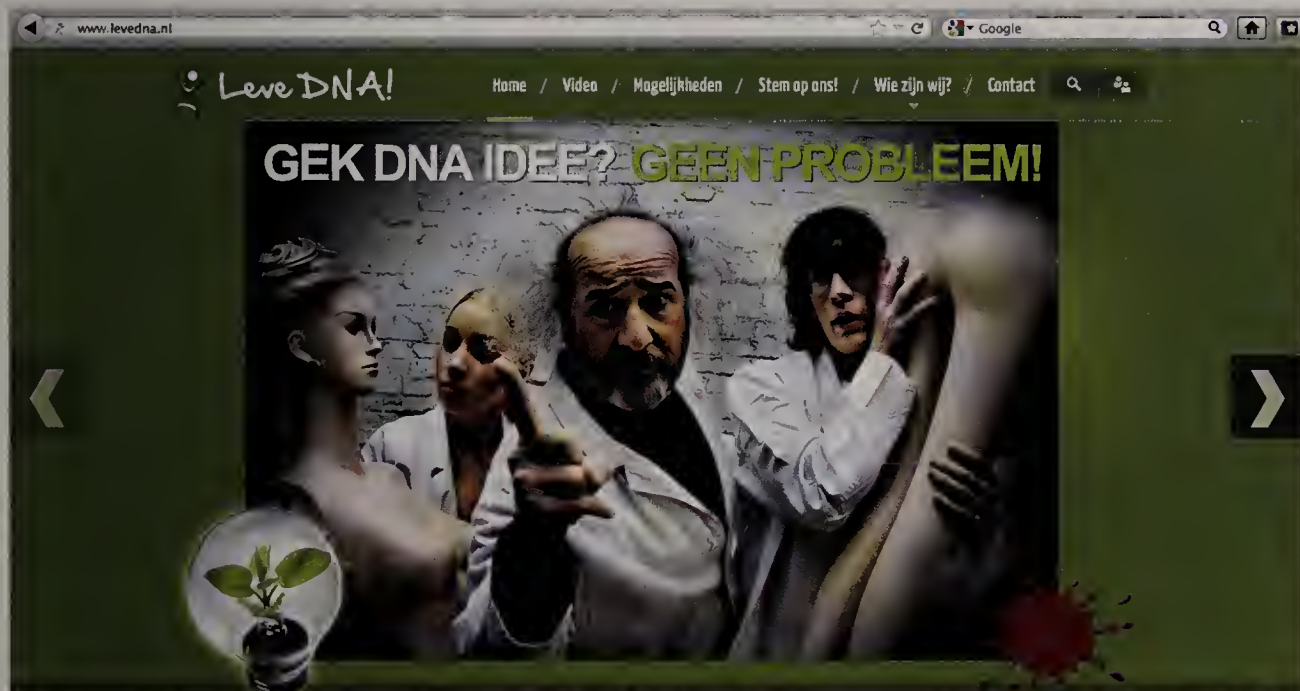 www.levedna.nl
Google
Leve DNA!
Home / Video / Mogelijkheden / Stem op ons! / Wie zijn wij? / Contact
GEK DNA IDEE? GEEN PROBLEEM!